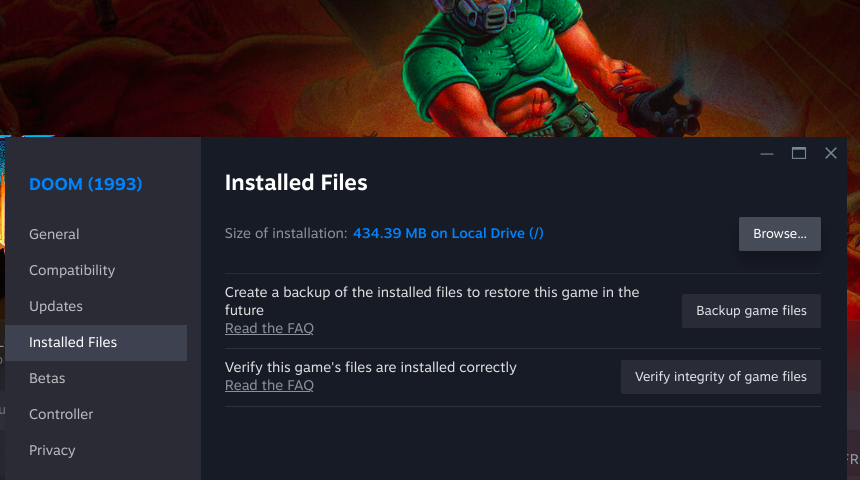 DOOM (1993)
General
Compatibility
Updates
Installed Files
Betas
Controller
Privacy
Installed Files
Size of installation: 434.39 MB on Local Drive (/)
Browse...
Create a backup of the installed files to restore this game in the
future
Read the FAQ
Backup game files
Verify this game's files are installed correctly
Read the FAQ
Verify integrity of game files